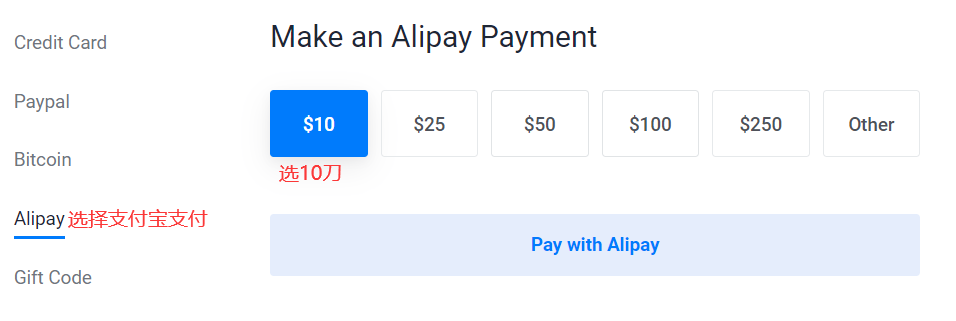 Credit Card
Paypal
Bitcoin
Alipay 选择支付宝支付
Gift Code
Make an Alipay Payment
$10 $25 $50 $100 $250 Other
选10刀
Pay with Alipay